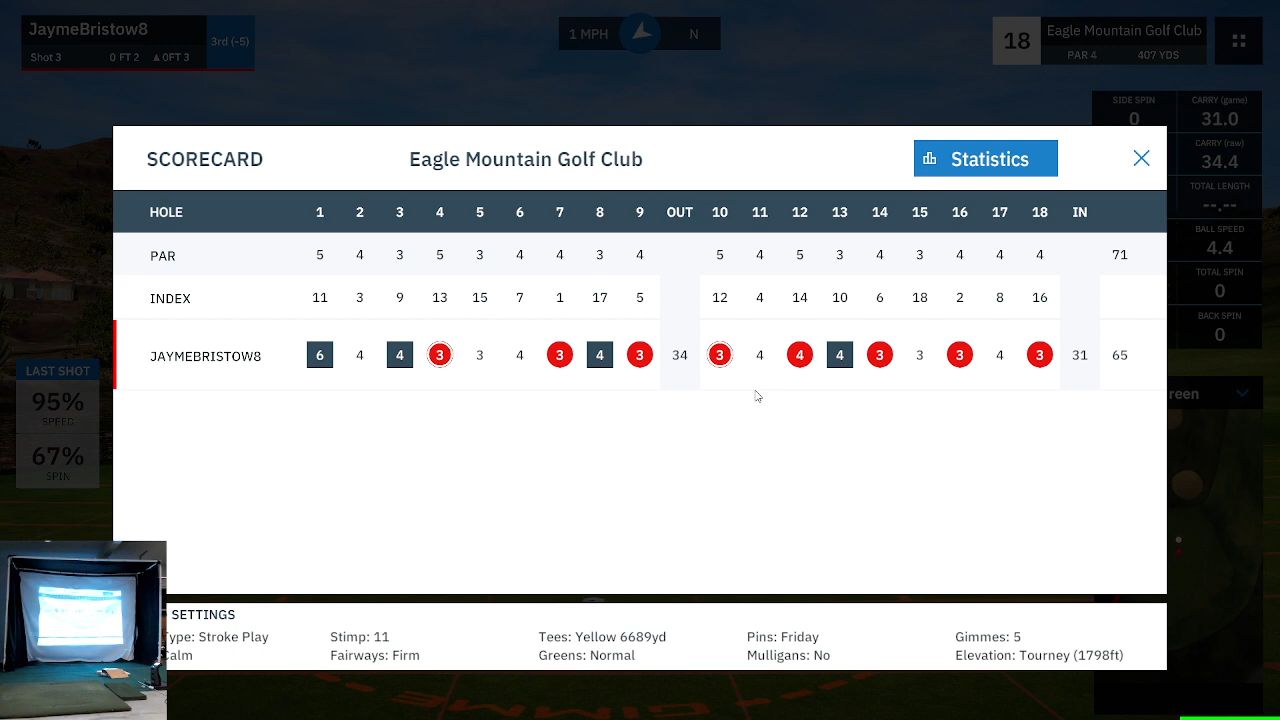 JaymeBristow8
3rd (-5)
Shot 3 0 FT 2 ▲0FT 3
1 MPH N
18 Eagle Mountain Golf Club
PAR 4 407 YDS
SIDE SPIN CARRY (game)
0 31.0
CARRY (raw)
34.4
TOTAL LENGTH
--.--
BALL SPEED
4.4
TOTAL SPIN
0
BACK SPIN
0
reen
LAST SHOT
95%
SPEED
67%
SPIN
SCORECARD Eagle Mountain Golf Club Statistics
HOLE 1 2 3 4 5 6 7 8 9 OUT 10 11 12 13 14 15 16 17 18 IN
PAR 5 4 3 5 3 4 4 3 4 5 4 5 3 4 3 4 4 4 71
INDEX 11 3 9 13 15 7 1 17 5 12 4 14 10 6 18 2 8 16
JAYMEBRISTOW8 6 4 4 3 3 4 3 4 3 34 3 4 4 4 3 3 3 4 3 31 65
SETTINGS
Type: Stroke Play Stimp: 11 Tees: Yellow 6689yd Pins: Friday Gimmes: 5
Calm Fairways: Firm Greens: Normal Mulligans: No Elevation: Tourney (1798ft)
GIMME